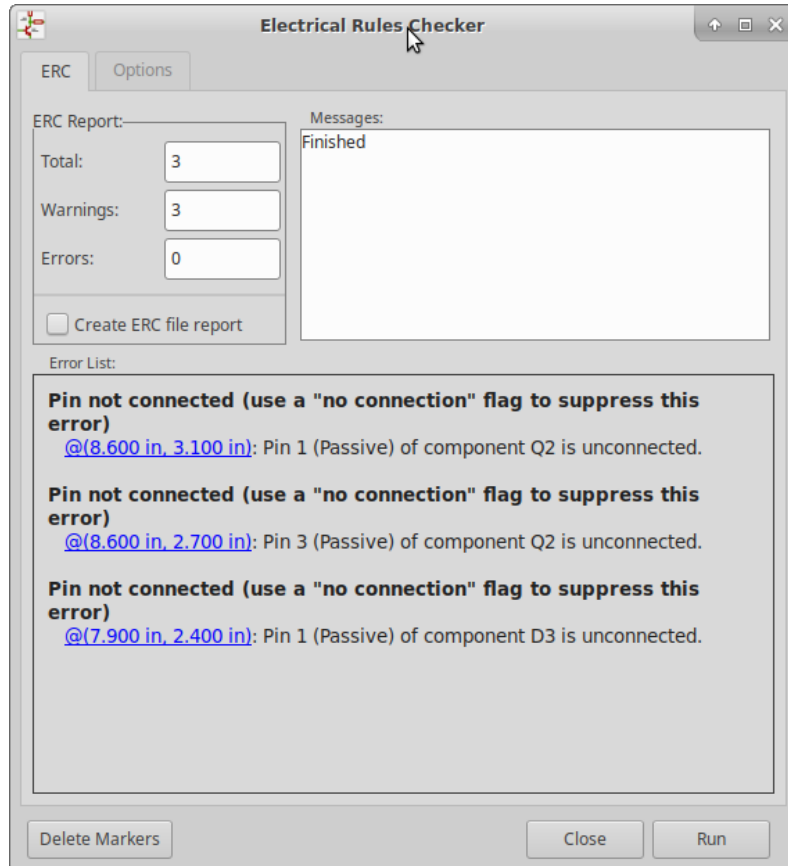 Electrical Rules Checker
ERC
Options
ERC Report:
Total:
3
Warnings:
3
Errors:
0
Create ERC file report
Messages:
Finished
Error List:
Pin not connected (use a "no connection" flag to suppress this
error)
@(8.600 in, 3.100 in): Pin 1 (Passive) of component Q2 is unconnected.
Pin not connected (use a "no connection" flag to suppress this
error)
@(8.600 in, 2.700 in): Pin 3 (Passive) of component Q2 is unconnected.
Pin not connected (use a "no connection" flag to suppress this
error)
@(7.900 in, 2.400 in): Pin 1 (Passive) of component D3 is unconnected.
Delete Markers
Close
Run